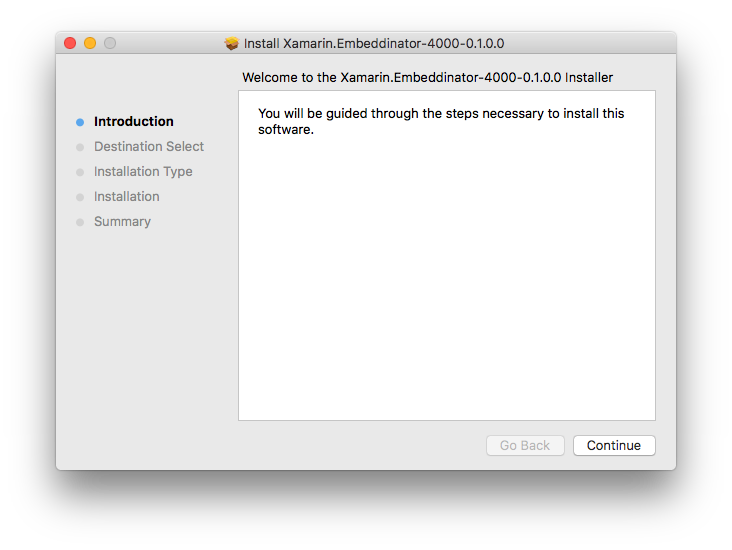 Install Xamarin.Embeddinator-4000-0.1.0.0
Welcome to the Xamarin.Embeddinator-4000-0.1.0.0 Installer
Introduction
Destination Select
Installation Type
Installation
Summary
You will be guided through the steps necessary to install this
software.
Go Back
Continue